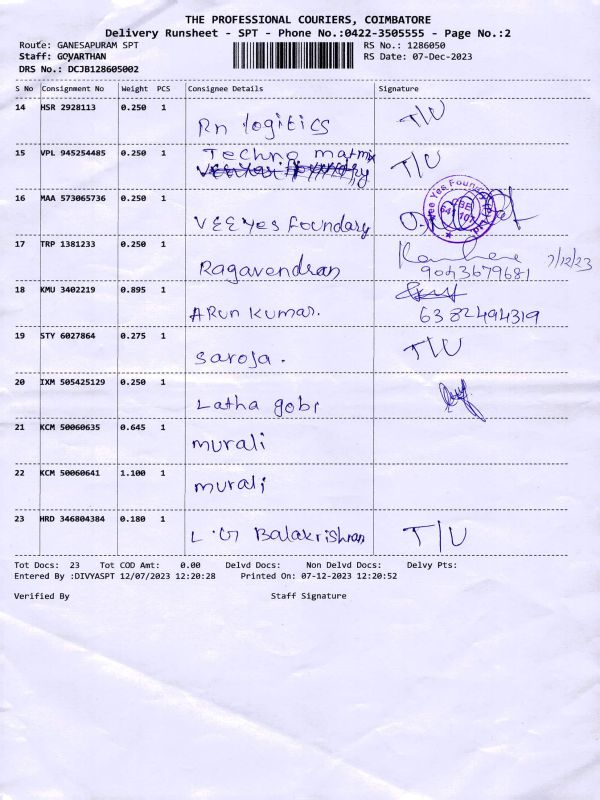 THE PROFESSIONAL COURIERS, COIMBATORE
Delivery Runsheet - SPT - Phone No.:0422-3505555 - Page No.:2
Route: GANESAPURAM SPT RS No.: 1286050
Staff: GOYARTHAN RS Date: 07-Dec-2023
DRS No.: DCJB128605002
S No Consignment No Weight PCS Consignee Details Signature
14 HSR 2928113 0.250 1
Rn logitics T/U
15 VPL 945254485 0.250 1 Techno matrix T/U
16 MAA 573065736 0.250 1
VEEYes Foundary
Vee Yes Foundry
CBE
641 107
17 TRP 1381233 0.250 1
Ragavendran 9043679681 7/12/23
18 KMU 3402219 0.895 1
ARun kumar. 6382494319
19 STY 6027864 0.275 1 T/U
Saroja.
20 IXM 505425129 0.250 1
Latha gobi
21 KCM 50060635 0.645 1
murali
22 KCM 50060641 1.100 1
murali
23 HRD 346804384 0.180 1
L.G Balakrishnan T/U
Tot Docs: 23 Tot COD Amt: 0.00 Delvd Docs: Non Delvd Docs: Delvy Pts:
Entered By :DIVYASPT 12/07/2023 12:20:28 Printed On: 07-12-2023 12:20:52
Verified By Staff Signature